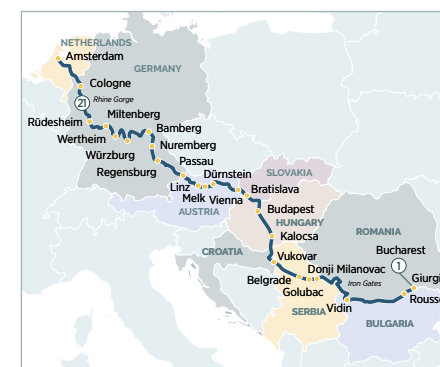 NETHERLANDS
Amsterdam
GERMANY
Cologne
21
Rhine Gorge
Miltenberg
Rüdesheim
Bamberg
Wertheim
Nuremberg
Würzburg
Passau
Regensburg
Dürnstein
SLOVAKIA
Linz
Bratislava
Melk
Vienna
AUSTRIA
Budapest
HUNGARY
Kalocsa
ROMANIA
CROATIA
Bucharest
Vukovar
1
Donji Milanovac
Belgrade
Iron Gates
Giurgi
Golubac
Rousse
SERBIA
Vidin
BULGARIA